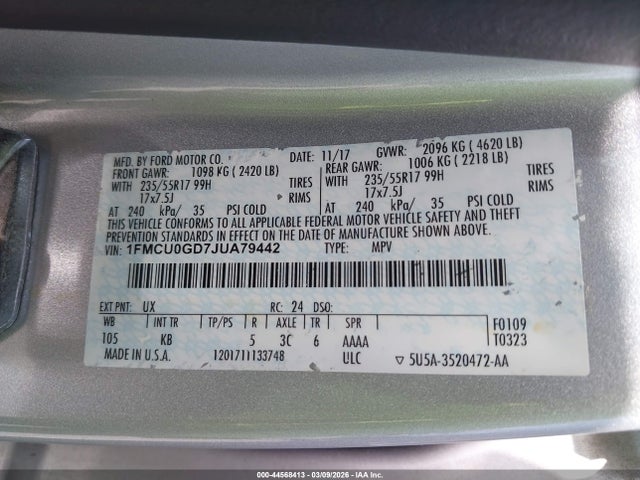 MFD. BY FORD MOTOR CO. DATE: 11/17 GVWR: 2096 KG ( 4620 LB)
FRONT GAWR: 1098 KG ( 2420 LB) REAR GAWR: 1006 KG ( 2218 LB)
WITH 235/55R17 99H TIRES WITH 235/55R17 99H TIRES
17x7.5J RIMS 17x7.5J RIMS
AT 240 kPa/ 35 PSI COLD AT 240 kPa/ 35 PSI COLD
THIS VEHICLE CONFORMS TO ALL APPLICABLE FEDERAL MOTOR VEHICLE SAFETY AND THEFT
PREVENTION STANDARDS IN EFFECT ON THE DATE OF MANUFACTURE SHOWN ABOVE.
VIN: 1FMCU0GD7JUA79442 TYPE: MPV
EXT PNT: UX RC: 24 DSO:
WB INT TR TP/PS R AXLE TR SPR F0109
105 KB 5 3C 6 AAAA T0323
MADE IN U.S.A. 1201711133748 ULC ▽ 5U5A-3520472-AA
000-44568413 - 03/09/2026 - IAA Inc.